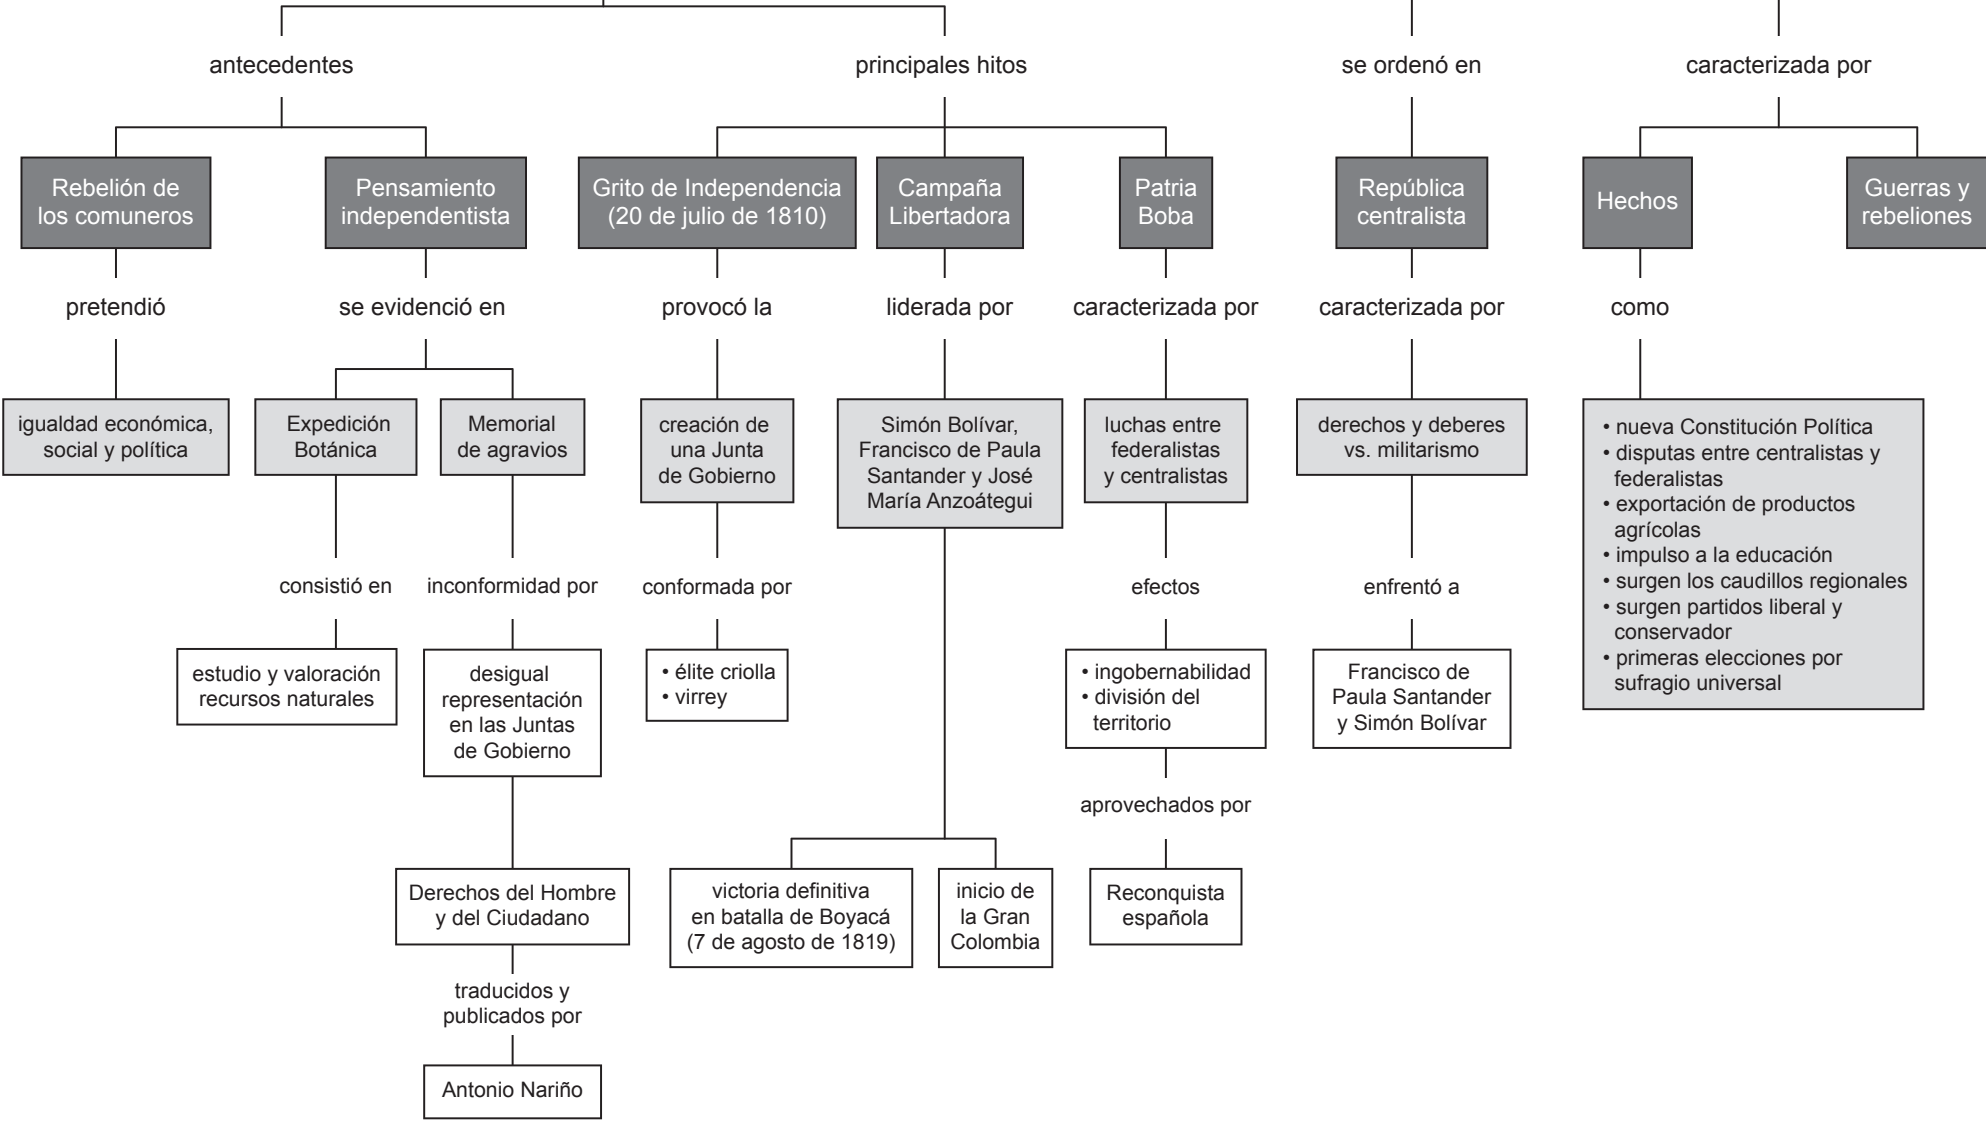 antecedentes
principales hitos
se ordenó en
caracterizada por
Rebelión de
los comuneros
Pensamiento
independentista
Grito de Independencia
(20 de julio de 1810)
Campaña
Libertadora
Patria
Boba
República
centralista
Hechos
Guerras y
rebeliones
pretendió
se evidenció en
provocó la
liderada por
caracterizada por
caracterizada por
como
igualdad económica,
social y política
Expedición
Botánica
Memorial
de agravios
creación de
una Junta
de Gobierno
Simón Bolívar,
Francisco de Paula
Santander y José
María Anzoátegui
luchas entre
federalistas
y centralistas
derechos y deberes
vs. militarismo
• nueva Constitución Política
• disputas entre centralistas y
federalistas
• exportación de productos
agrícolas
• impulso a la educación
• surgen los caudillos regionales
• surgen partidos liberal y
conservador
• primeras elecciones por
sufragio universal
consistió en
inconformidad por
conformada por
efectos
enfrentó a
estudio y valoración
recursos naturales
desigual
representación
en las Juntas
de Gobierno
• élite criolla
• virrey
• ingobernabilidad
• división del
territorio
Francisco de
Paula Santander
y Simón Bolívar
aprovechados por
Derechos del Hombre
y del Ciudadano
victoria definitiva
en batalla de Boyacá
(7 de agosto de 1819)
inicio de
la Gran
Colombia
Reconquista
española
traducidos y
publicados por
Antonio Nariño